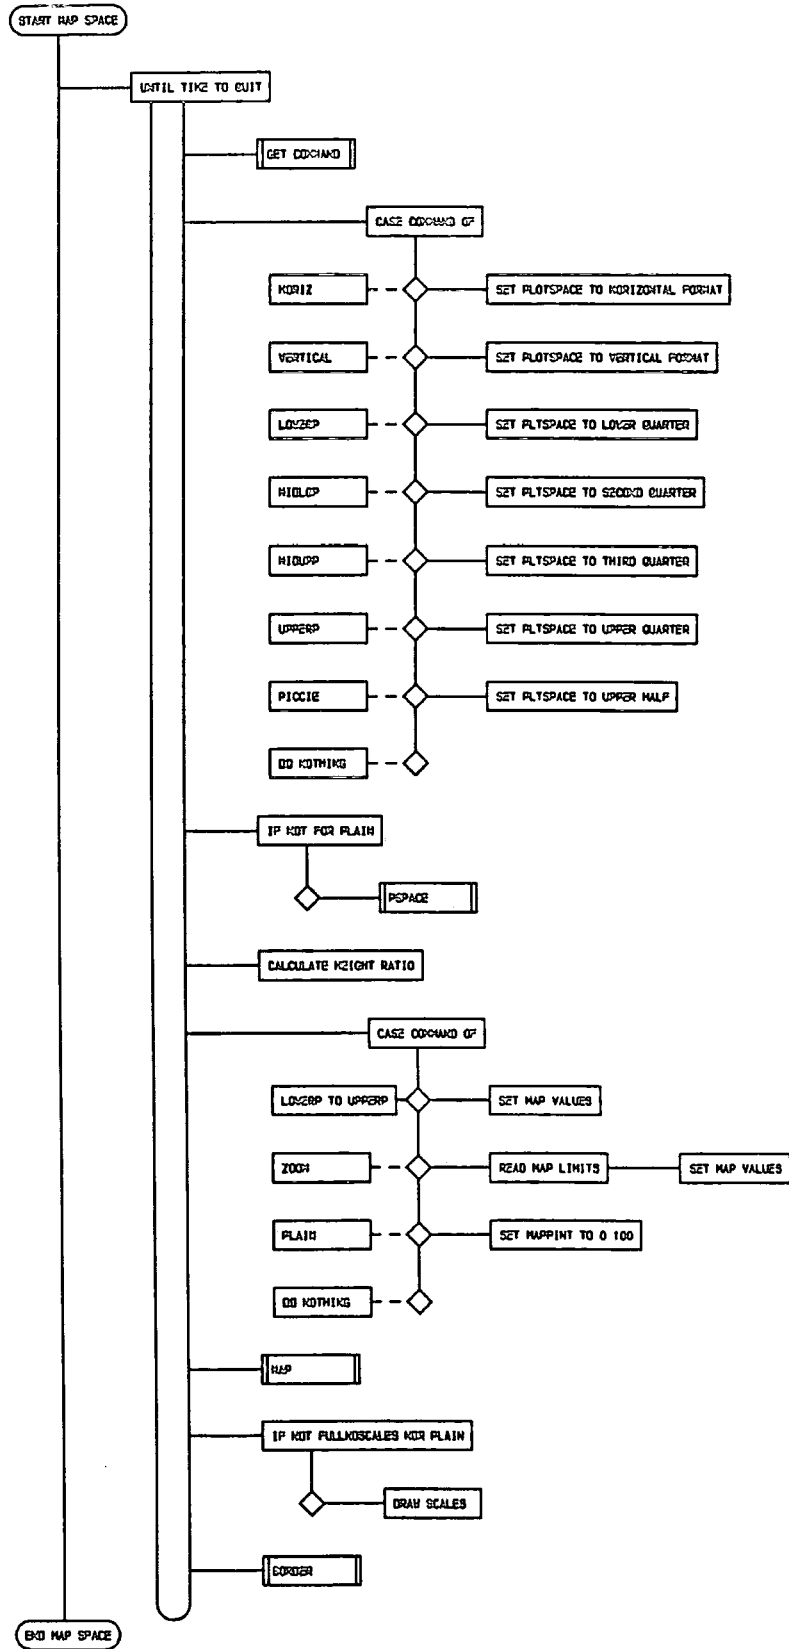 START MAP SPACE
UNTIL TIME TO QUIT
GET COMMAND
CASE COMMAND OF
HORIZ
SET PLOTSPACE TO HORIZONTAL FORMAT
VERTICAL
SET PLOTSPACE TO VERTICAL FORMAT
LOWERP
SET PLTSPACE TO LOWER QUARTER
MIDLOP
SET PLTSPACE TO SECOND QUARTER
MIDUPP
SET PLTSPACE TO THIRD QUARTER
UPPERP
SET PLTSPACE TO UPPER QUARTER
PICCIE
SET PLTSPACE TO UPPER HALF
DO NOTHING
IF NOT FOR PLAIN
PSPACE
CALCULATE HEIGHT RATIO
CASE COMMAND OF
LOWERP TO UPPERP
SET MAP VALUES
ZOOM
READ MAP LIMITS
SET MAP VALUES
PLAIN
SET MAPPINT TO 0 100
DO NOTHING
MAP
IF NOT FULLNOSCALES NOR PLAIN
DRAW SCALES
BORDER
END MAP SPACE